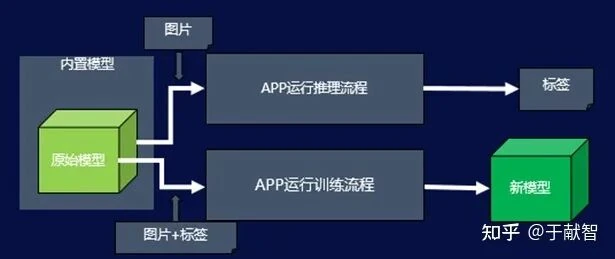 图片
内置模型
APP运行推理流程
标签
原始模型
APP运行训练流程
新模型
图片+标签
知乎 @于献智